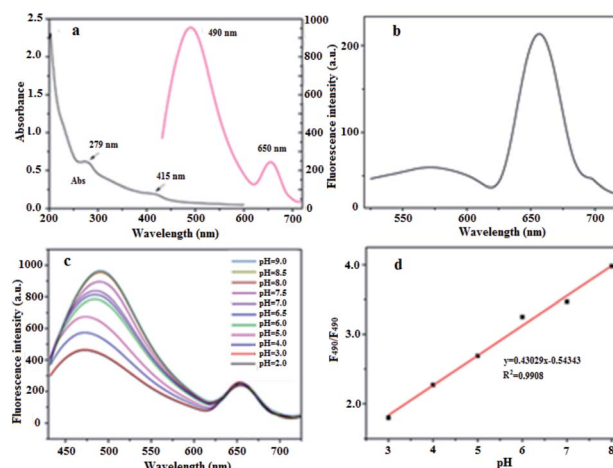 a
490 nm
279 nm
650 nm
415 nm
Abs
Absorbance
2.5
2.0
1.5
1.0
0.5
0.0
200 300 400 500 600 700
Wavelength (nm)
1000
800
600
400
200
0
Fluorescence intensity (a.u.)
b
200
100
0
550 600 650 700
Wavelength (nm)
c
Fluorescence intensity (a.u.)
1000
800
600
400
200
0
pH=9.0
pH=8.5
pH=8.0
pH=7.5
pH=7.0
pH=6.5
pH=6.0
pH=5.0
pH=4.0
pH=3.0
pH=2.0
450 500 550 600 650 700
Wavelength (nm)
d
F490/F490
4.0
3.0
2.0
y=0.43029x-0.54343
R²=0.9908
3 4 5 6 7 8
pH